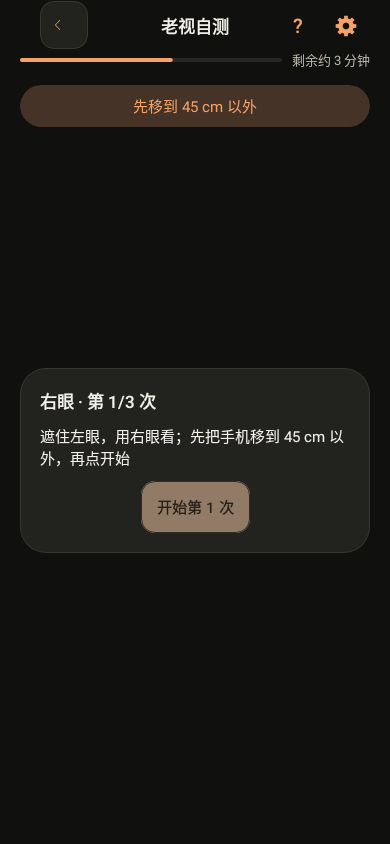 老视自测
?
剩余约 3 分钟
先移到 45 cm 以外
右眼 · 第 1/3 次
遮住左眼，用右眼看；先把手机移到 45 cm 以
外，再点开始
开始第 1 次